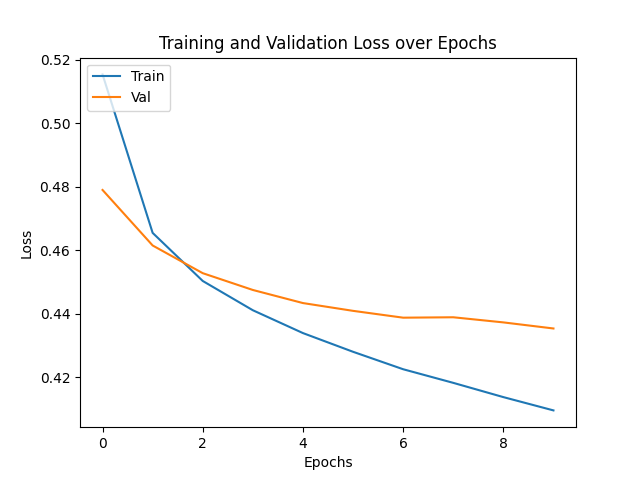 Training and Validation Loss over Epochs
Train
Val
0.52
0.50
0.48
0.46
0.44
0.42
Loss
0 2 4 6 8
Epochs